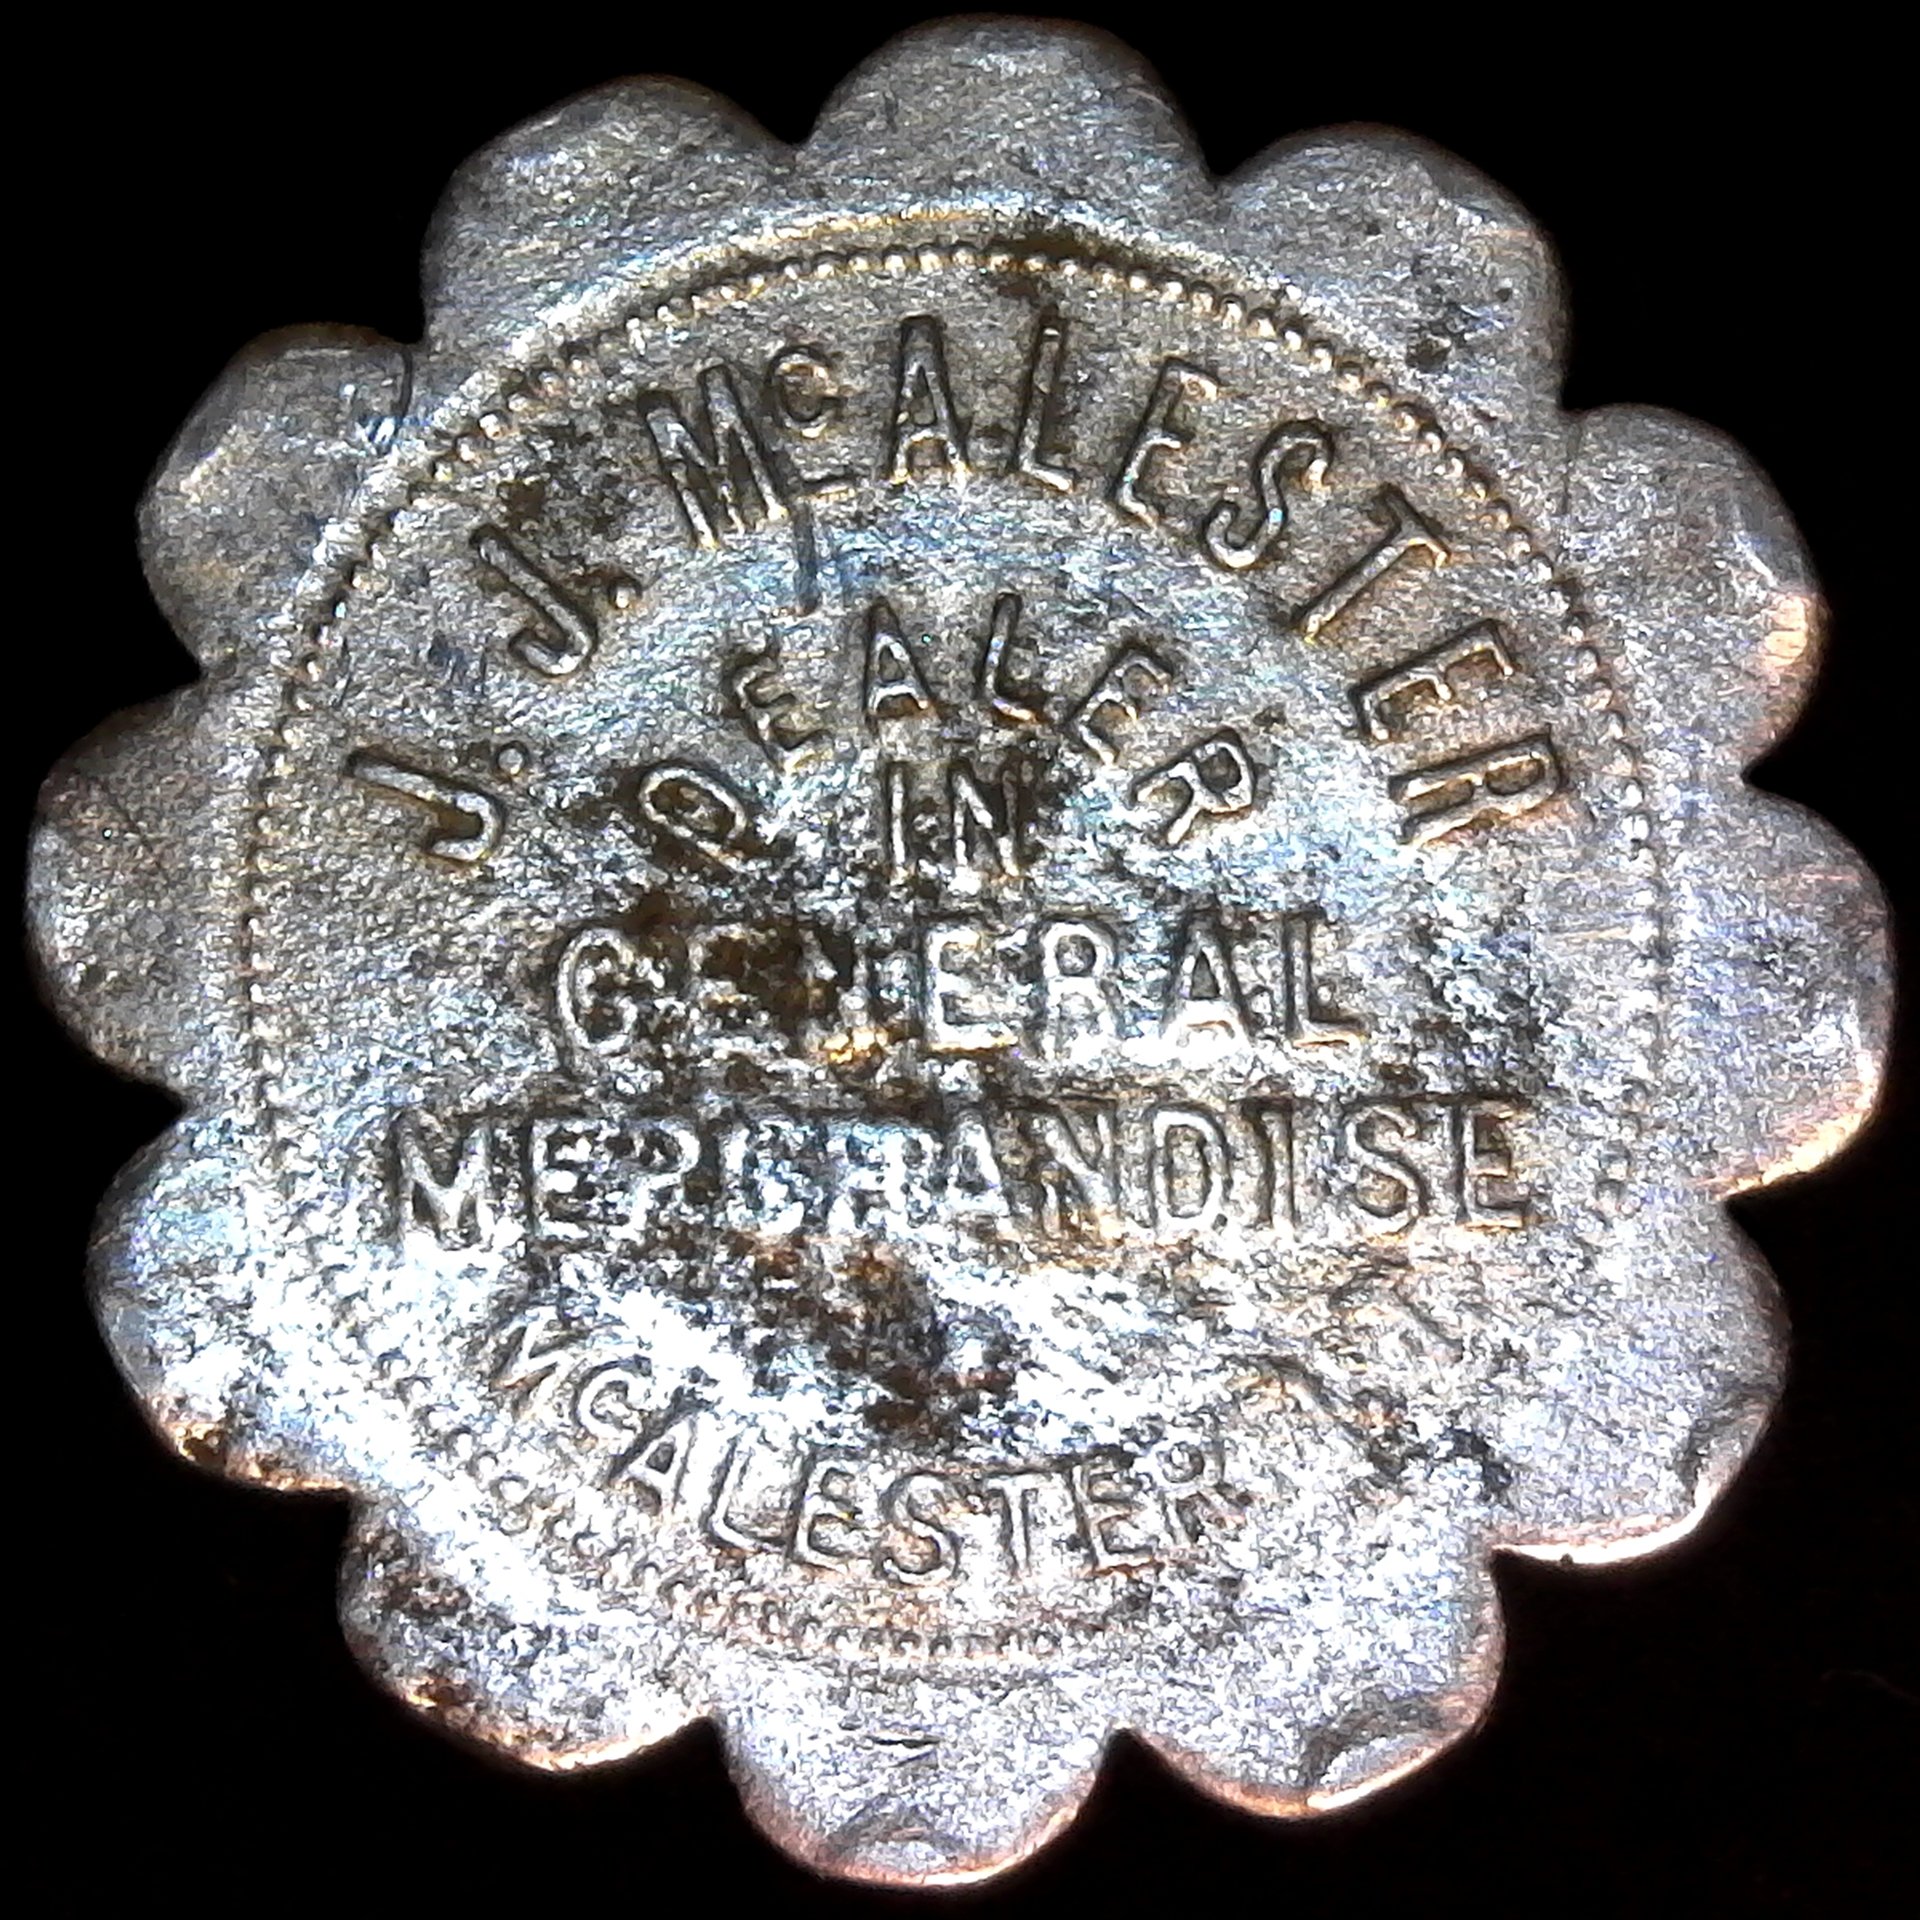 J. J. McALESTER
DEALER
IN
GENERAL
MERCHANDISE
McALESTER